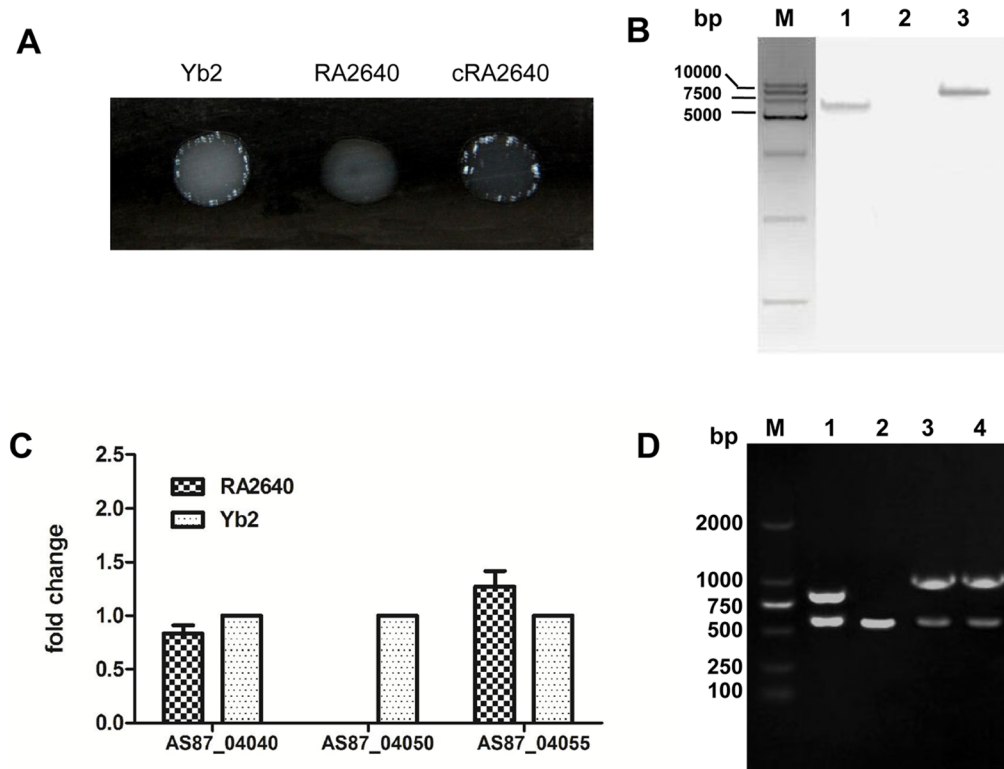 A
Yb2 RA2640 cRA2640
B
bp M 1 2 3
10000
7500
5000
C
fold change
2.5
2.0
1.5
1.0
0.5
0.0
RA2640
Yb2
AS87_04040 AS87_04050 AS87_04055
D
bp M 1 2 3 4
2000
1000
750
500
250
100